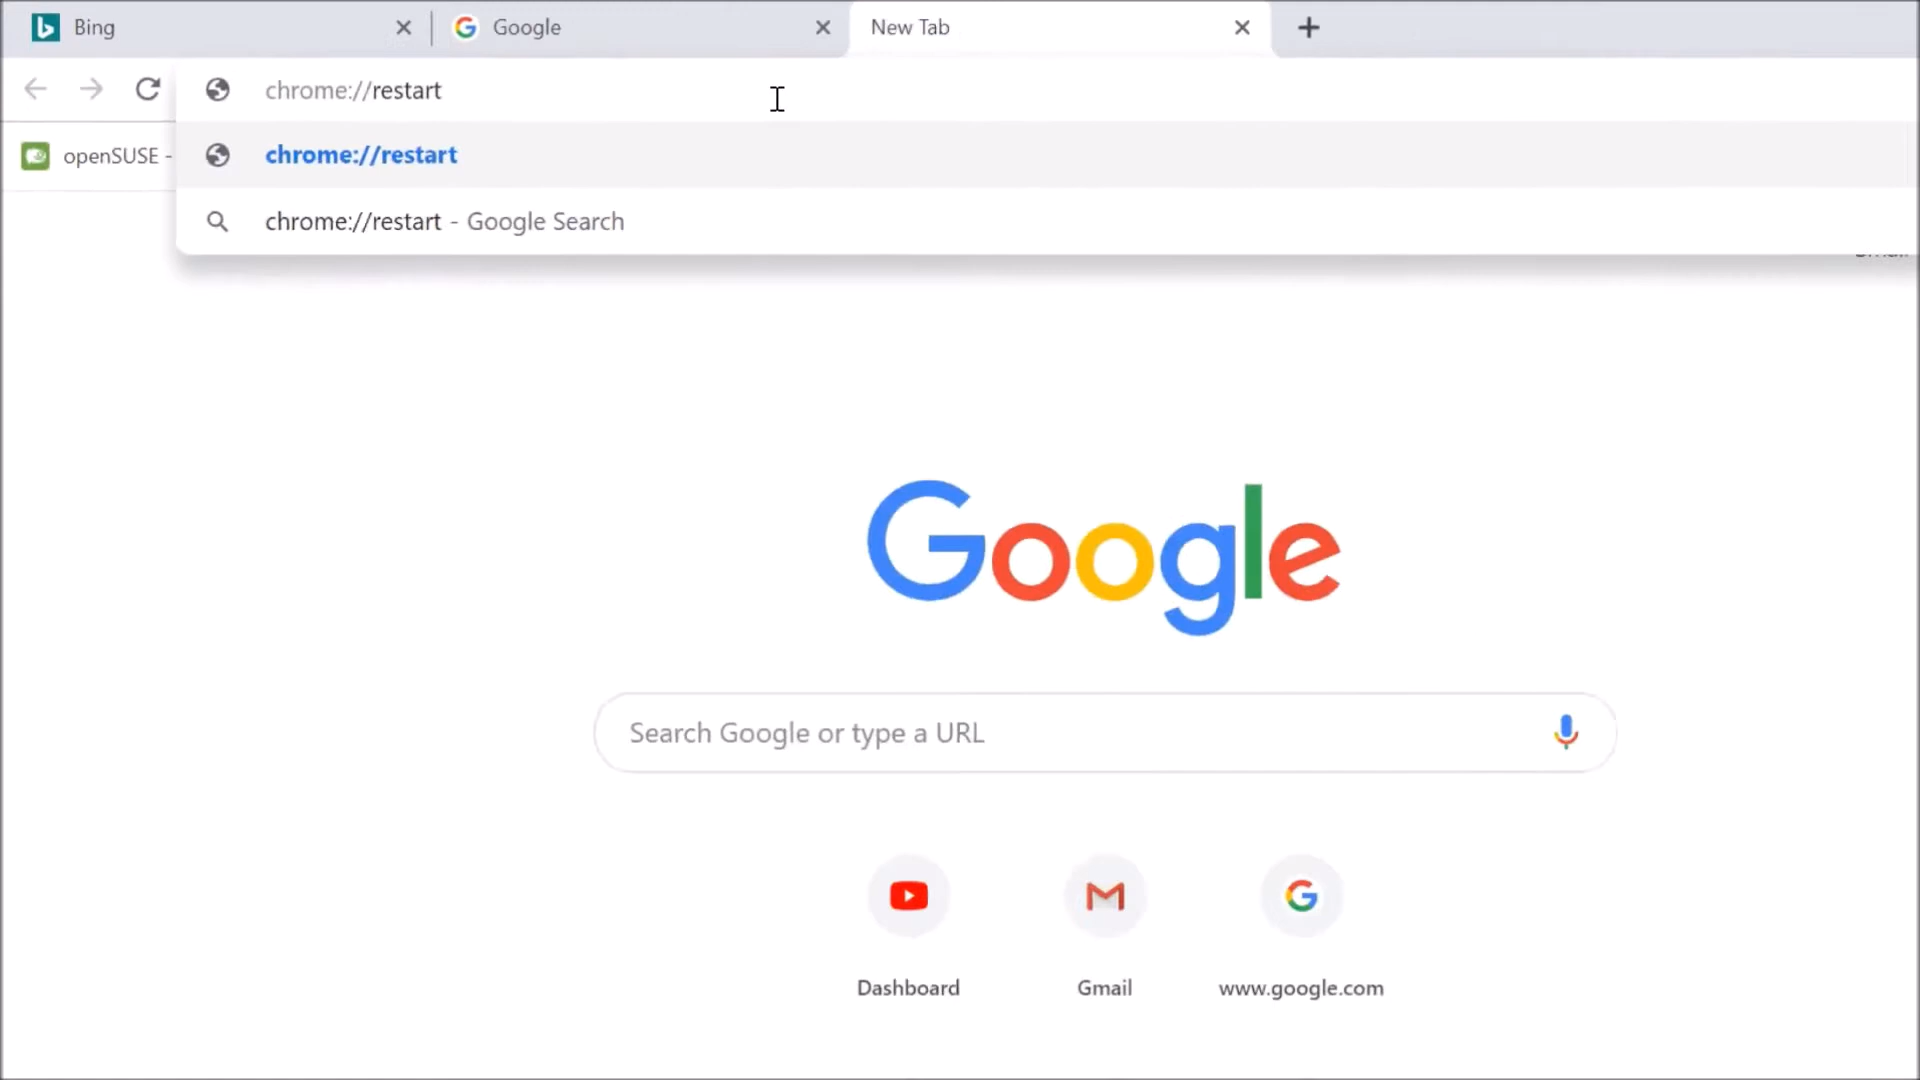 Bing
Google
New Tab
chrome://restart
openSUSE -
chrome://restart
chrome://restart - Google Search
Google
Search Google or type a URL
Dashboard
Gmail
www.google.com